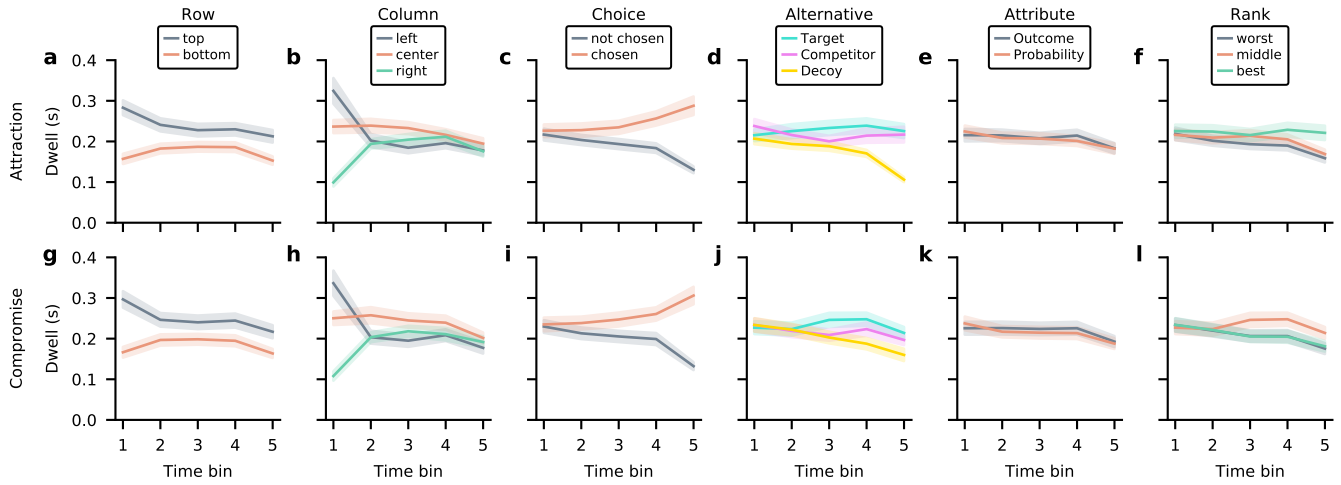 Row
Column
Choice
Alternative
Attribute
Rank
top
bottom
left
center
right
not chosen
chosen
Target
Competitor
Decoy
Outcome
Probability
worst
middle
best
a
b
c
d
e
f
Attraction
Dwell (s)
0.4
0.3
0.2
0.1
0.0
g
h
i
j
k
l
Compromise
Dwell (s)
0.4
0.3
0.2
0.1
0.0
1 2 3 4 5
1 2 3 4 5
1 2 3 4 5
1 2 3 4 5
1 2 3 4 5
1 2 3 4 5
Time bin
Time bin
Time bin
Time bin
Time bin
Time bin